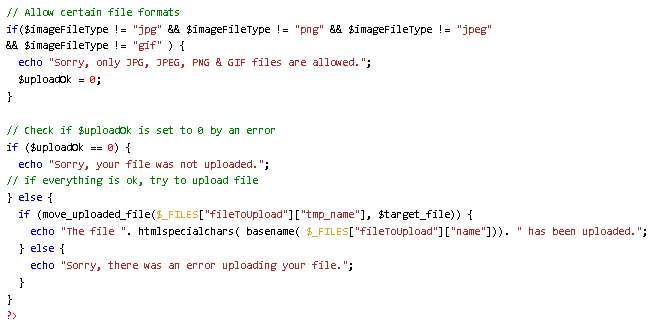 // Allow certain file formats
if($imageFileType != "jpg" && $imageFileType != "png" && $imageFileType != "jpeg"
&& $imageFileType != "gif" ) {
  echo "Sorry, only JPG, JPEG, PNG & GIF files are allowed.";
  $uploadOk = 0;
}

// Check if $uploadOk is set to 0 by an error
if ($uploadOk == 0) {
  echo "Sorry, your file was not uploaded.";
// if everything is ok, try to upload file
} else {
  if (move_uploaded_file($_FILES["fileToUpload"]["tmp_name"], $target_file)) {
    echo "The file ". htmlspecialchars( basename( $_FILES["fileToUpload"]["name"])). " has been uploaded.";
  } else {
    echo "Sorry, there was an error uploading your file.";
  }
}
?>